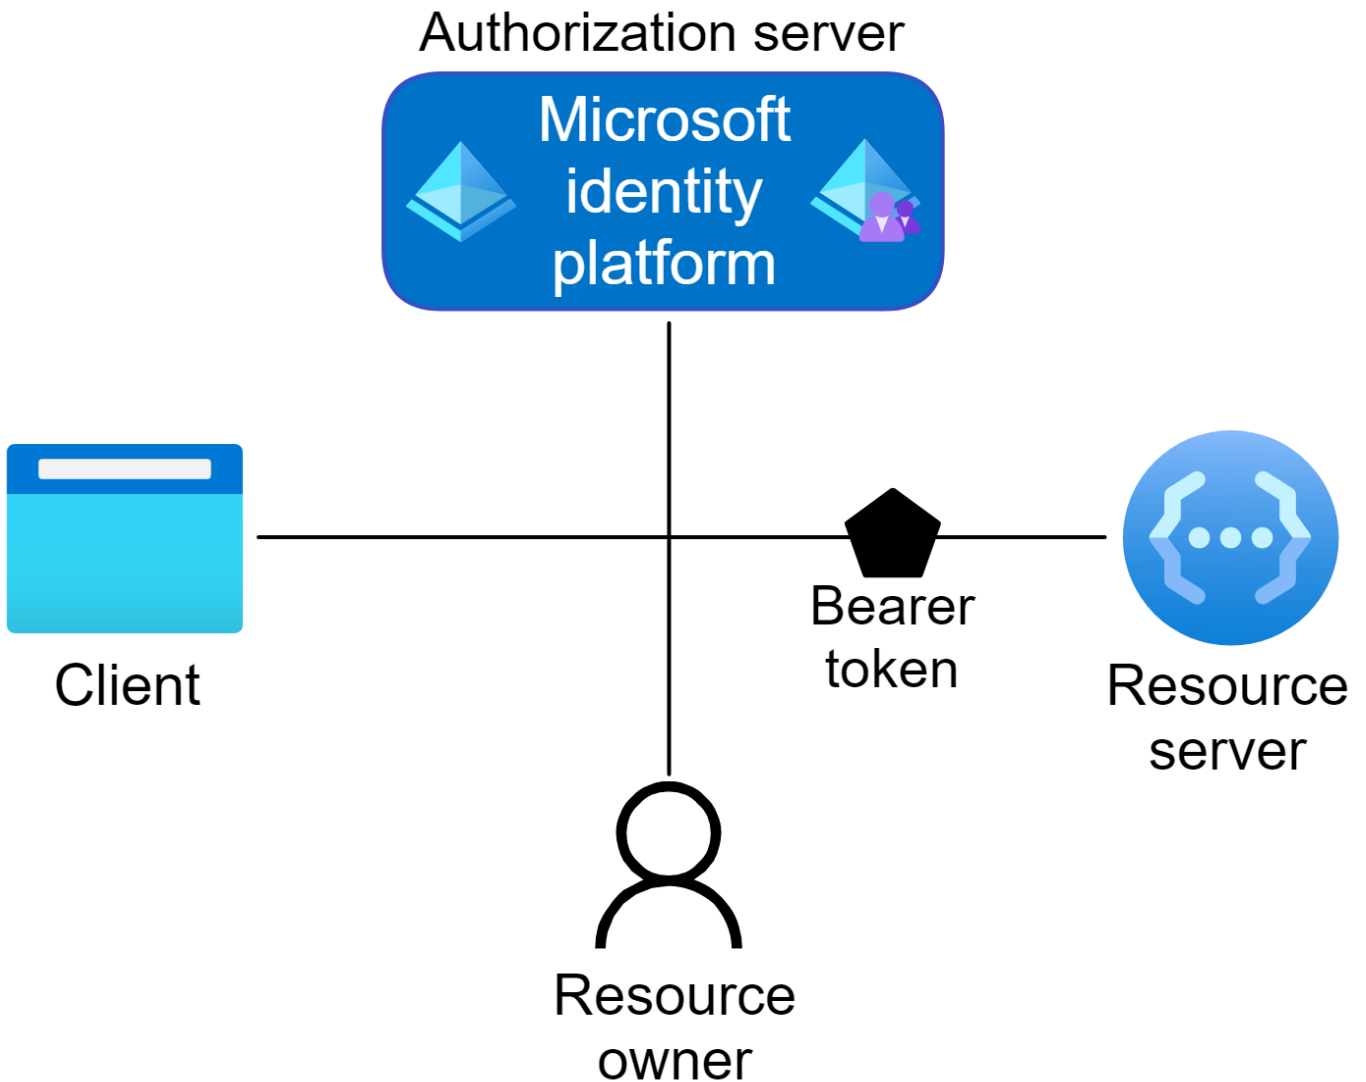 Authorization server
Microsoft
identity
platform
Client
Bearer
token
Resource
server
Resource
owner